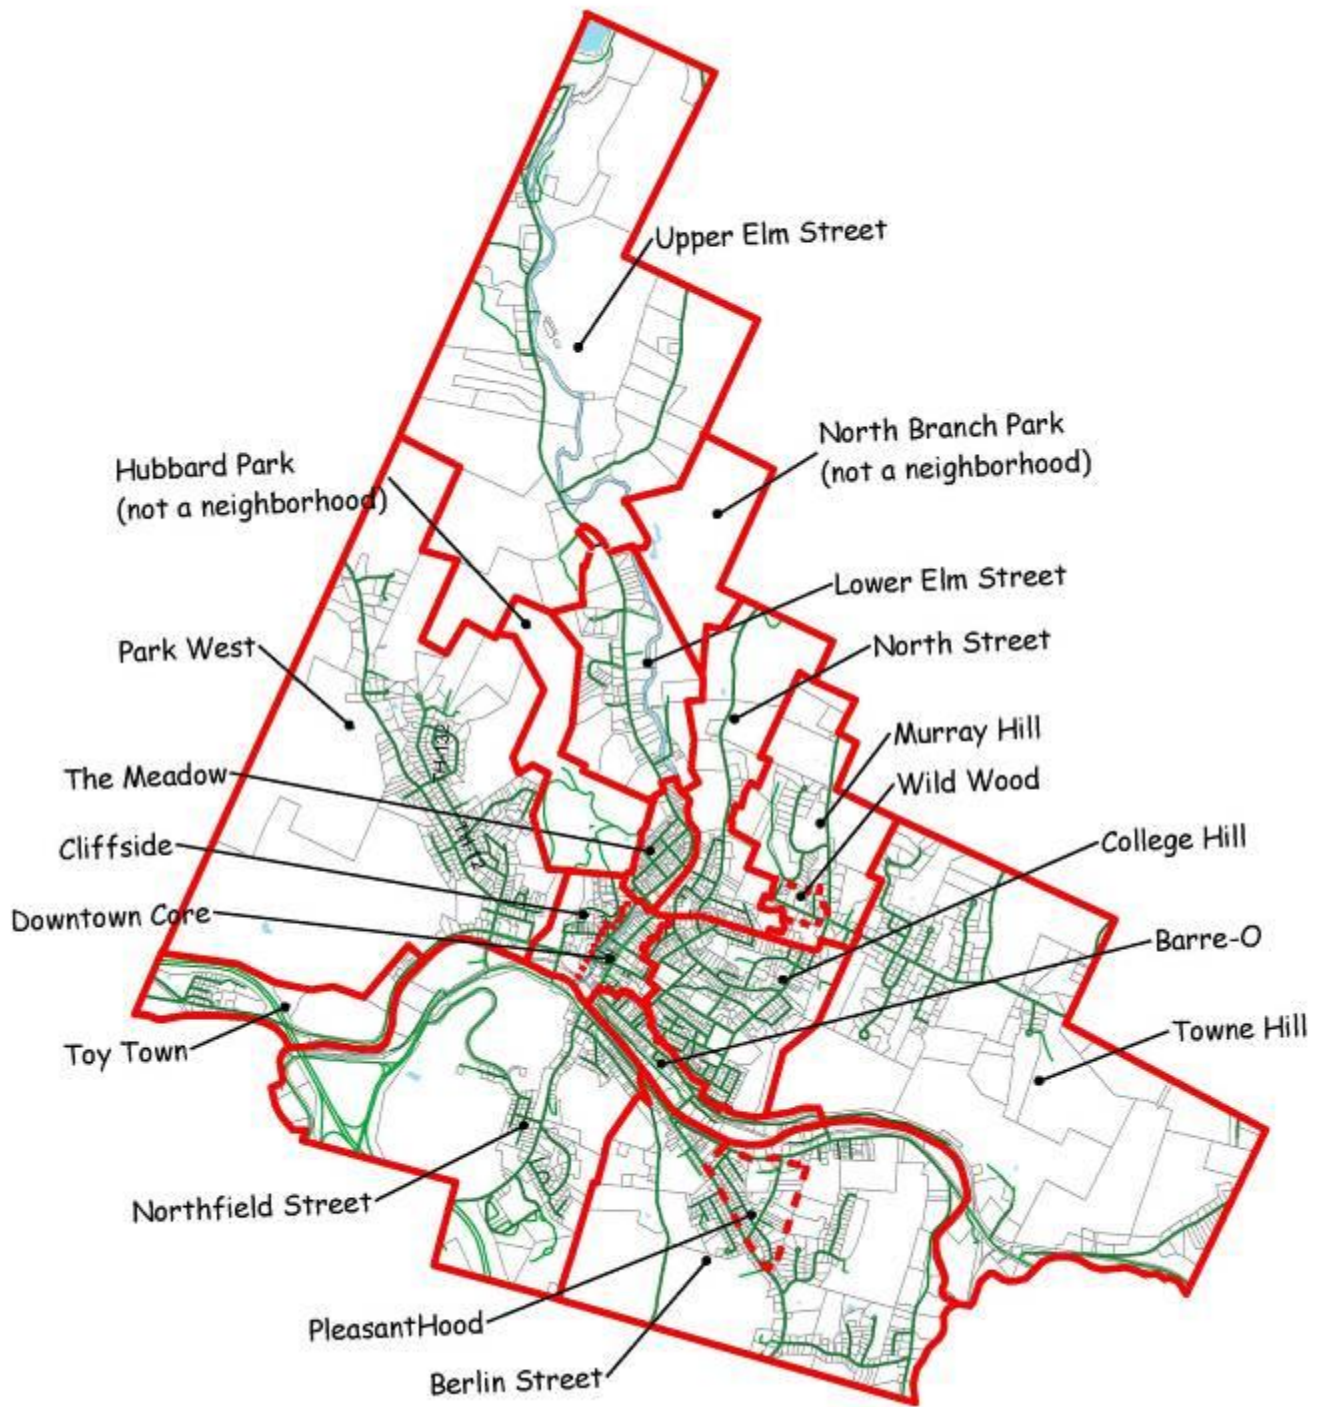 Upper Elm Street
North Branch Park
(not a neighborhood)
Hubbard Park
(not a neighborhood)
Lower Elm Street
North Street
Park West
Murray Hill
Wild Wood
The Meadow
College Hill
Cliffside
Downtown Core
Barre-O
Toy Town
Towne Hill
Northfield Street
PleasantHood
Berlin Street